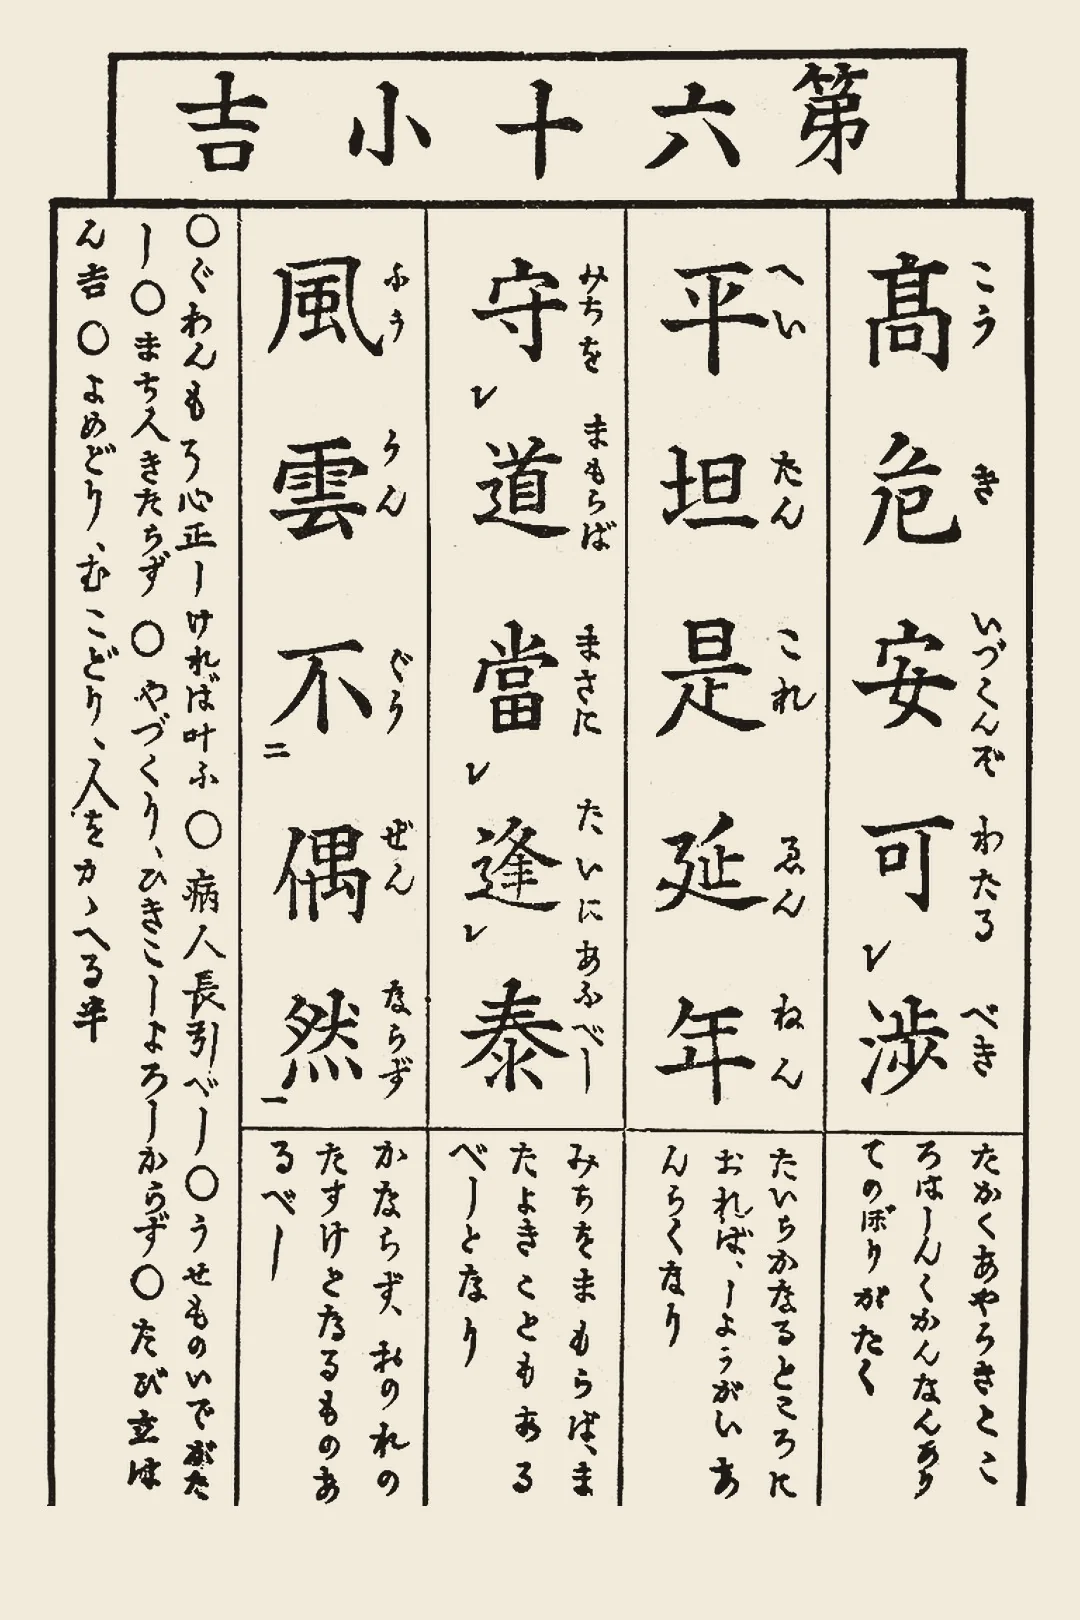 第六十小吉
高危安可㆑渉
こう き いづくんぞ わたる べき
たかくあやうきとこ
ろはしんくかんなんあり
てのぼりがたく
平坦是延年
へい たん これ ゑん ねん
たいらかなるところに
おれば、しようがいあ
んらくなり
守㆑道當㆑逢㆑泰
みちを まもらば まさに たいにあふべし
みちをまもらば、ま
たよきこともある
べしとなり
風雲不㆓偶然㆒
ふう うん ぐう ぜん ならず
かならず、おのれの
たすけとなるものあ
るべし
〇ぐわんもう心正しければ叶ふ〇病人長引べし〇うせものいでがた
し〇まち人きたらず〇やづくり、ひきこしよろしからず〇たび立は
ん吉〇よめどり、むこどり、人をかゝへる半